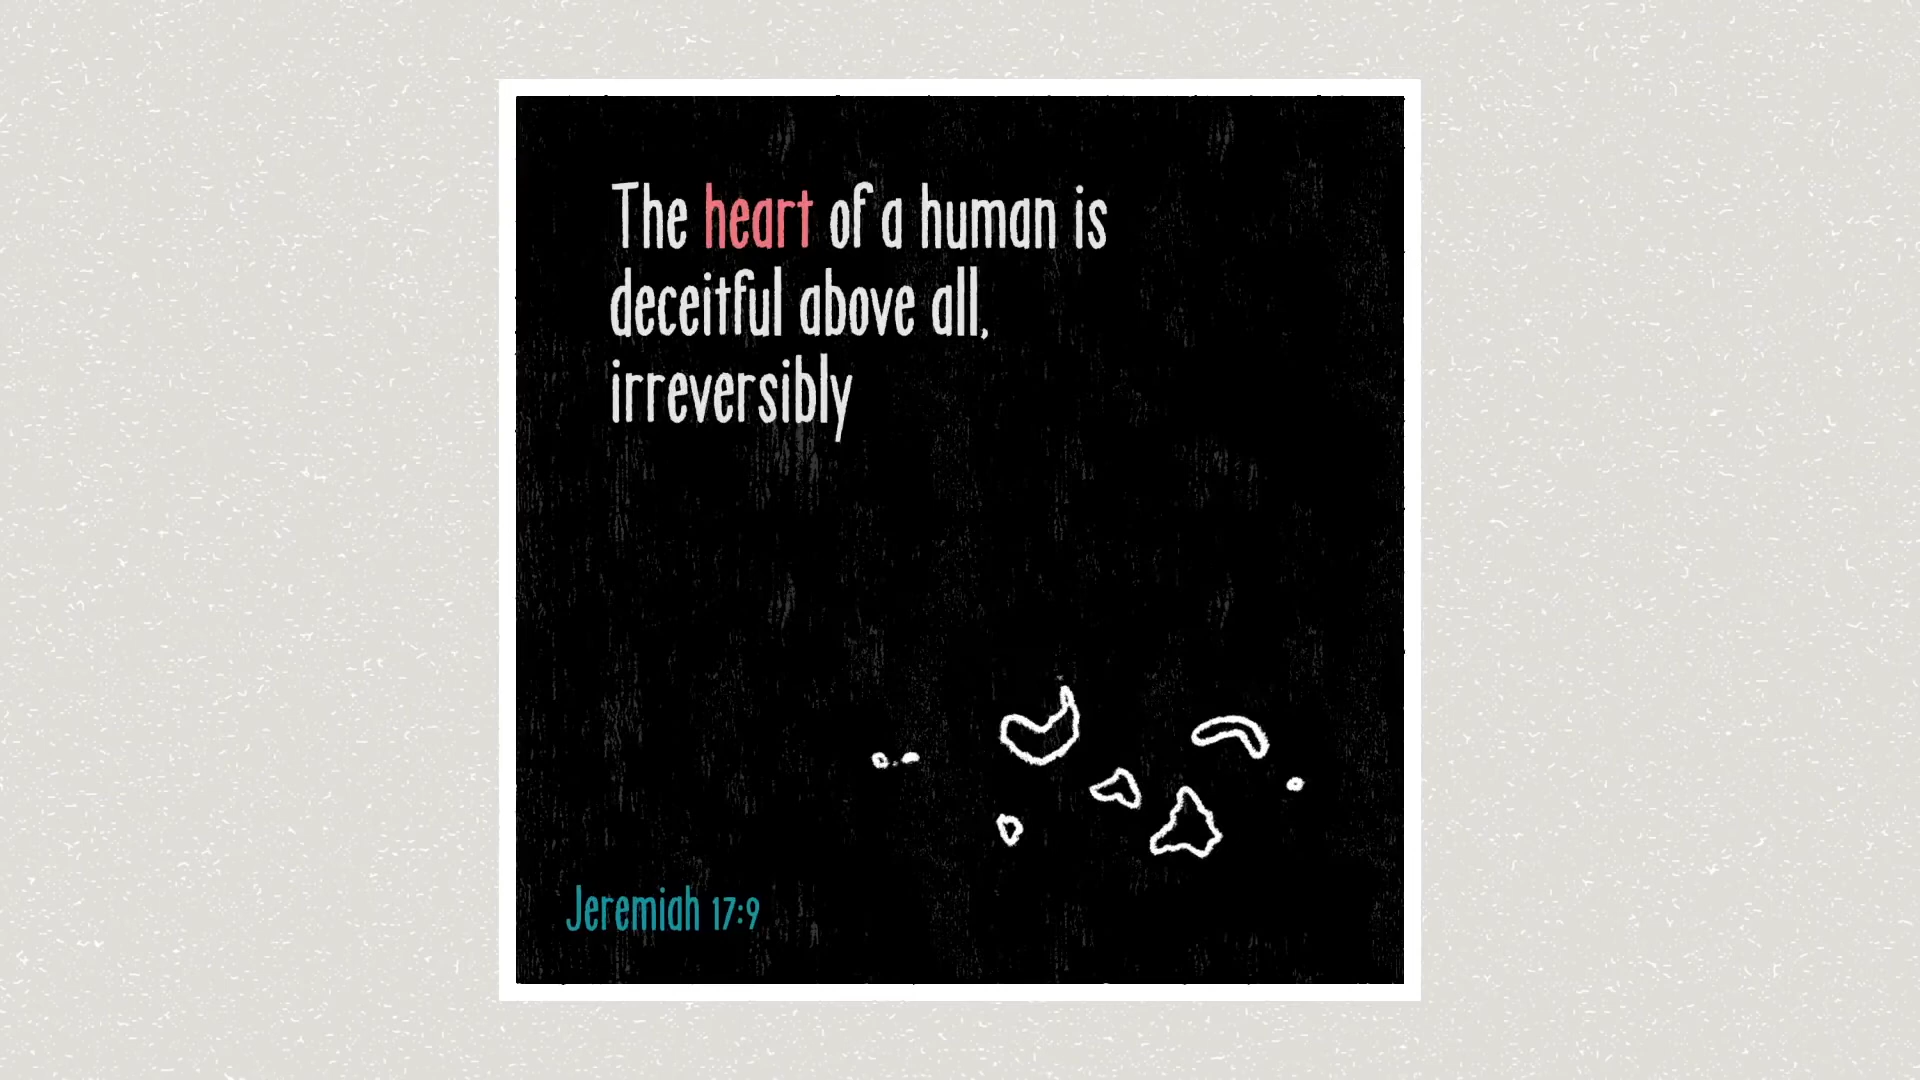 The heart of a human is
deceitful above all,
irreversibly
Jeremiah 17:9